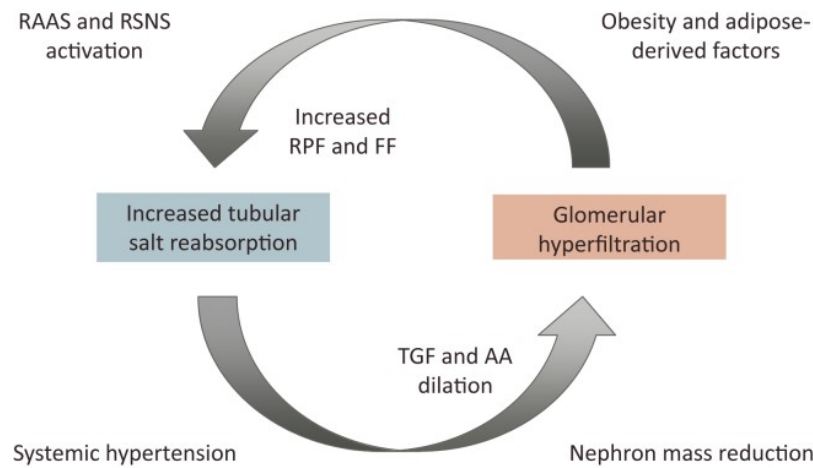 RAAS and RSNS
activation
Obesity and adipose-
derived factors
Increased
RPF and FF
Increased tubular
salt reabsorption
Glomerular
hyperfiltration
TGF and AA
dilation
Systemic hypertension
Nephron mass reduction